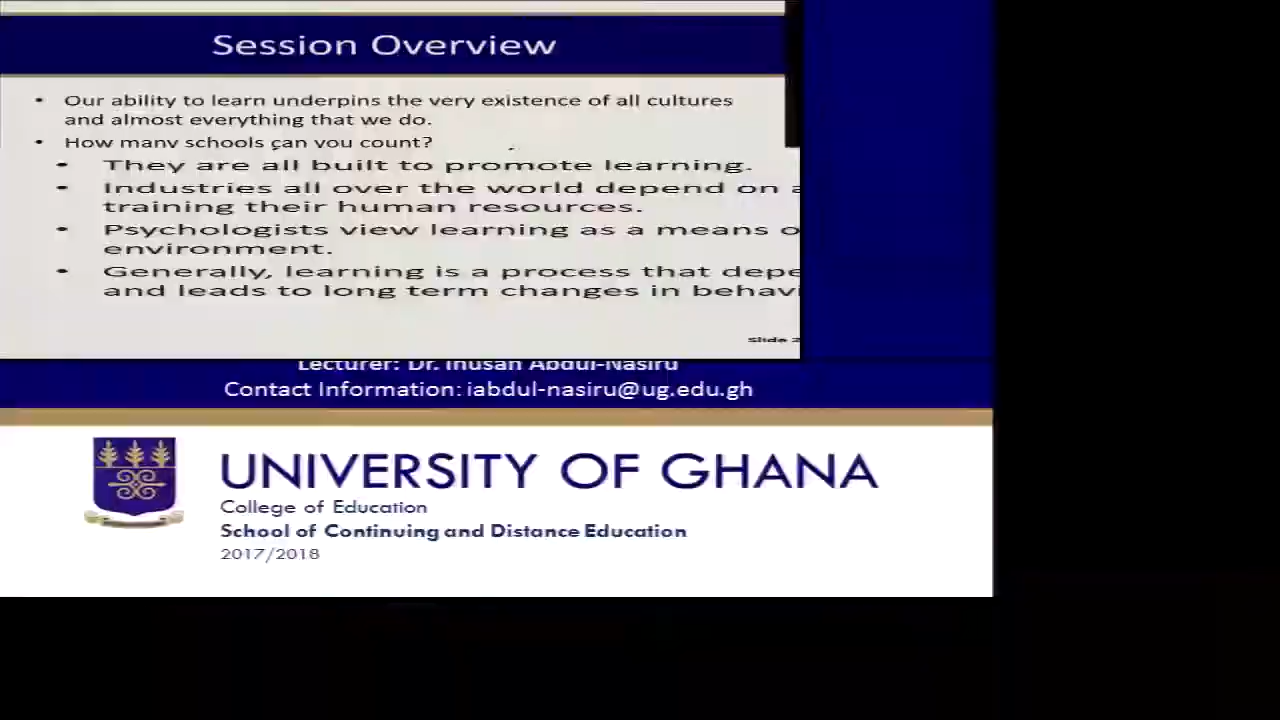 Session Overview
• Our ability to learn underpins the very existence of all cultures
and almost everything that we do.
• How many schools can you count?
• They are all built to promote learning.
• Industries all over the world depend on
training their human resources.
• Psychologists view learning as a means
environment.
• Generally, learning is a process that
and leads to long term changes in
Slide
Lecturer: Dr. Inusah Abdul-Nasiru
Contact Information: iabdul-nasiru@ug.edu.gh
UNIVERSITY OF GHANA
College of Education
School of Continuing and Distance Education
2017/2018